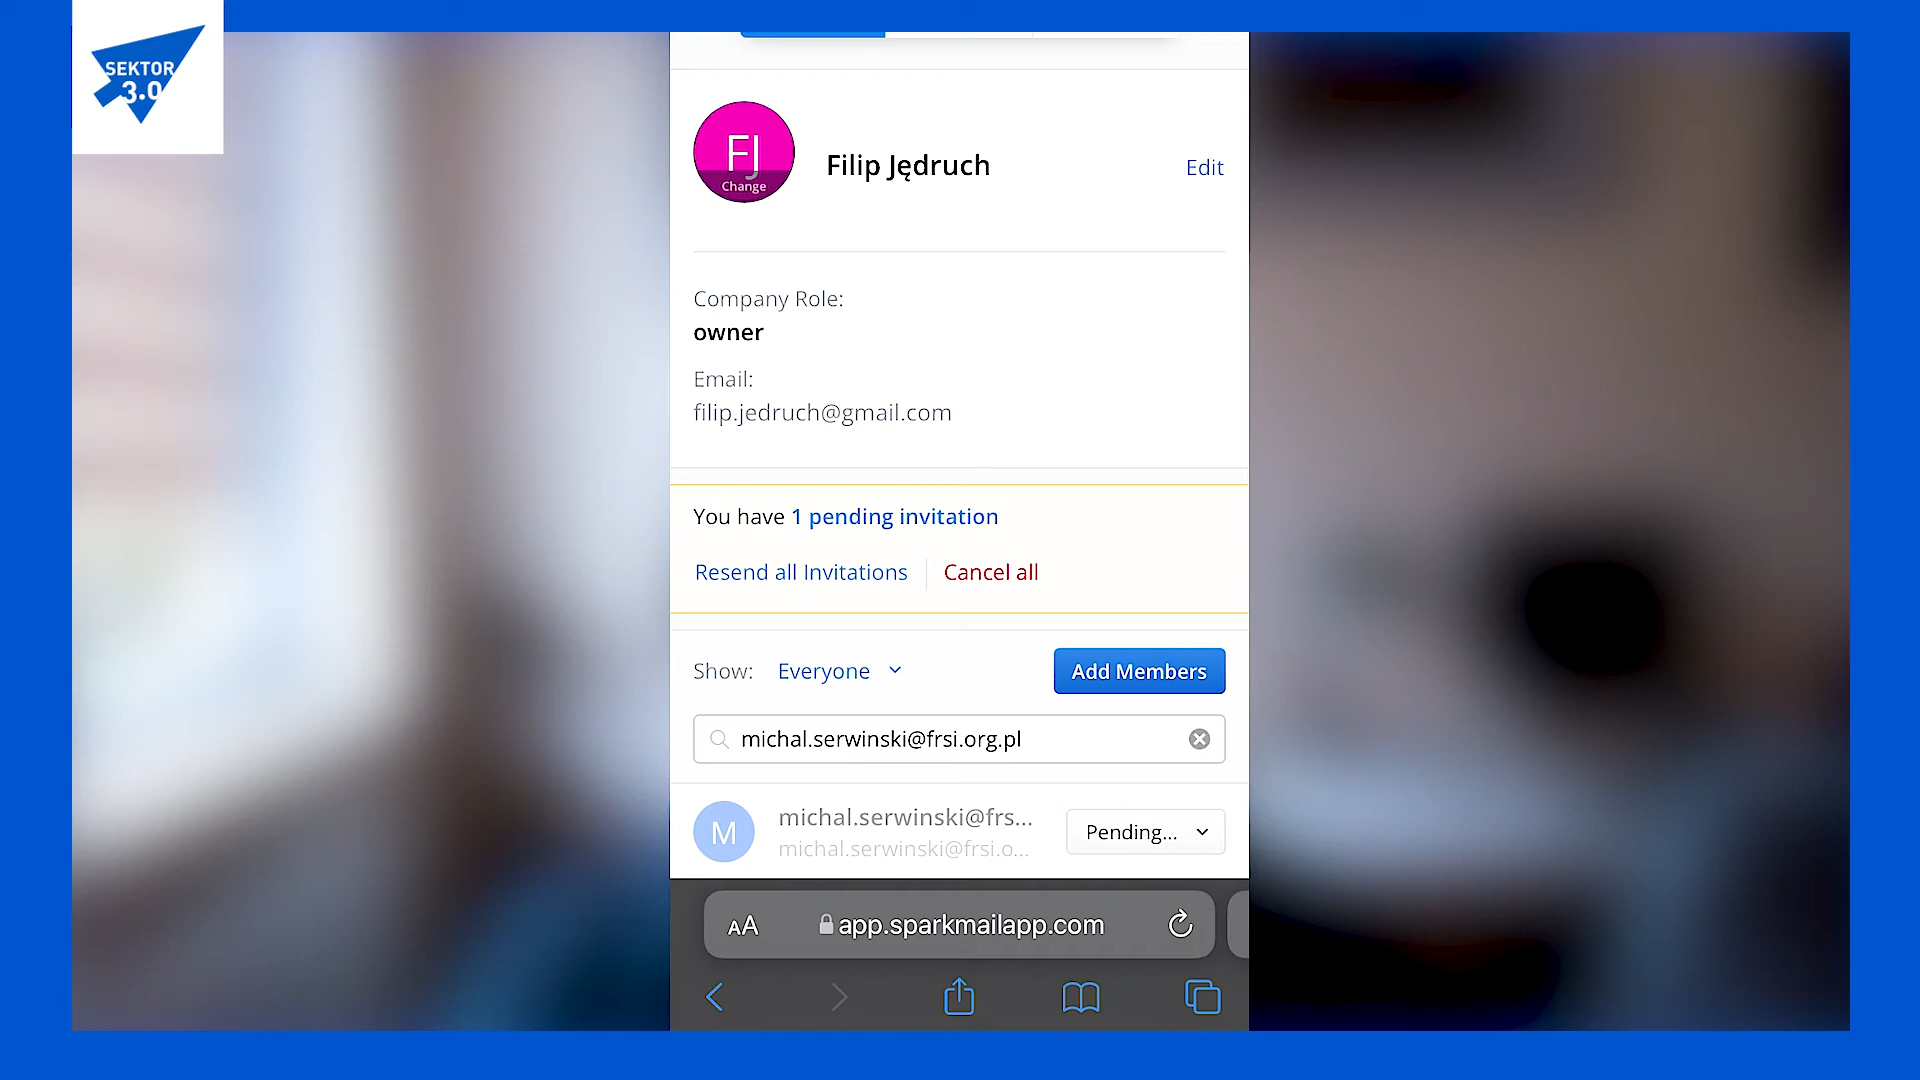 SEKTOR
3.0
FJ
Change
Filip Jędruch
Edit
Company Role:
owner
Email:
filip.jedruch@gmail.com
You have 1 pending invitation
Resend all Invitations
Cancel all
Show: Everyone
Add Members
michal.serwinski@frsi.org.pl
M
michal.serwinski@frs...
michal.serwinski@frsi.o...
Pending...
AA
app.sparkmailapp.com